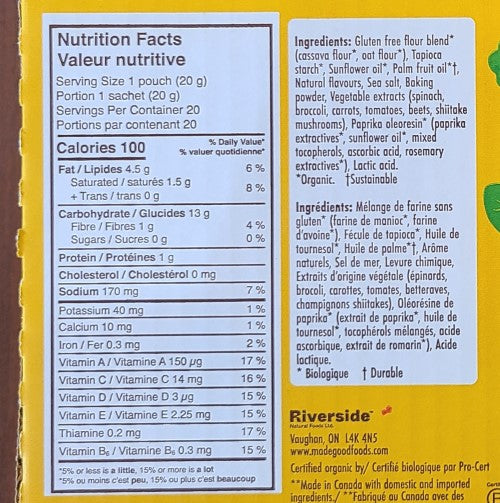 Nutrition Facts
Valeur nutritive
Serving Size 1 pouch (20 g)
Portion 1 sachet (20 g)
Servings Per Container 20
Portions par contenant 20
Calories 100
% Daily Value*
% valeur quotidienne*
Fat / Lipides 4.5 g 6 %
Saturated / saturés 1.5 g
+ Trans / trans 0 g 8 %
Carbohydrate / Glucides 13 g
Fibre / Fibres 1 g 4 %
Sugars / Sucres 0 g 0 %
Protein / Protéines 1 g
Cholesterol / Cholestérol 0 mg
Sodium 170 mg 7 %
Potassium 40 mg 1 %
Calcium 10 mg 1 %
Iron / Fer 0.3 mg 2 %
Vitamin A / Vitamine A 150 µg 17 %
Vitamin C / Vitamine C 14 mg 16 %
Vitamin D / Vitamine D 3 µg 15 %
Vitamin E / Vitamine E 2.25 mg 15 %
Thiamine 0.2 mg 17 %
Vitamin B₆ / Vitamine B₆ 0.3 mg 15 %
*5% or less is a little, 15% or more is a lot
*5% ou moins c'est peu, 15% ou plus c'est beaucoup
Ingredients: Gluten free flour blend*
(cassava flour*, oat flour*), Tapioca
starch*, Sunflower oil*, Palm fruit oil*†,
Natural flavours, Sea salt, Baking
powder, Vegetable extracts (spinach,
broccoli, carrots, tomatoes, beets, shiitake
mushrooms), Paprika oleoresin* (paprika
extractives*, sunflower oil*, mixed
tocopherols, ascorbic acid, rosemary
extractives*), Lactic acid.
*Organic. †Sustainable
Ingrédients: Mélange de farine sans
gluten* (farine de manioc*, farine
d'avoine*), Fécule de tapioca*, Huile de
tournesol*, Huile de palme*†, Arôme
naturels, Sel de mer, Levure chimique,
Extraits d'origine végétale (épinards,
brocoli, carottes, tomates, betteraves,
champignons shiitakes), Oléorésine de
paprika* (extrait de paprika*, huile de
tournesol*, tocophérols mélangés, acide
ascorbique, extrait de romarin*), Acide
lactique.
* Biologique † Durable
Riverside™
Natural Foods Ltd.
Vaughan, ON L4K 4N5
www.madegoodfoods.com
Certified organic by/ Certifié biologique par Pro-Cert
**Made in Canada with domestic and imported
ingredients./ **Fabriqué au Canada avec des